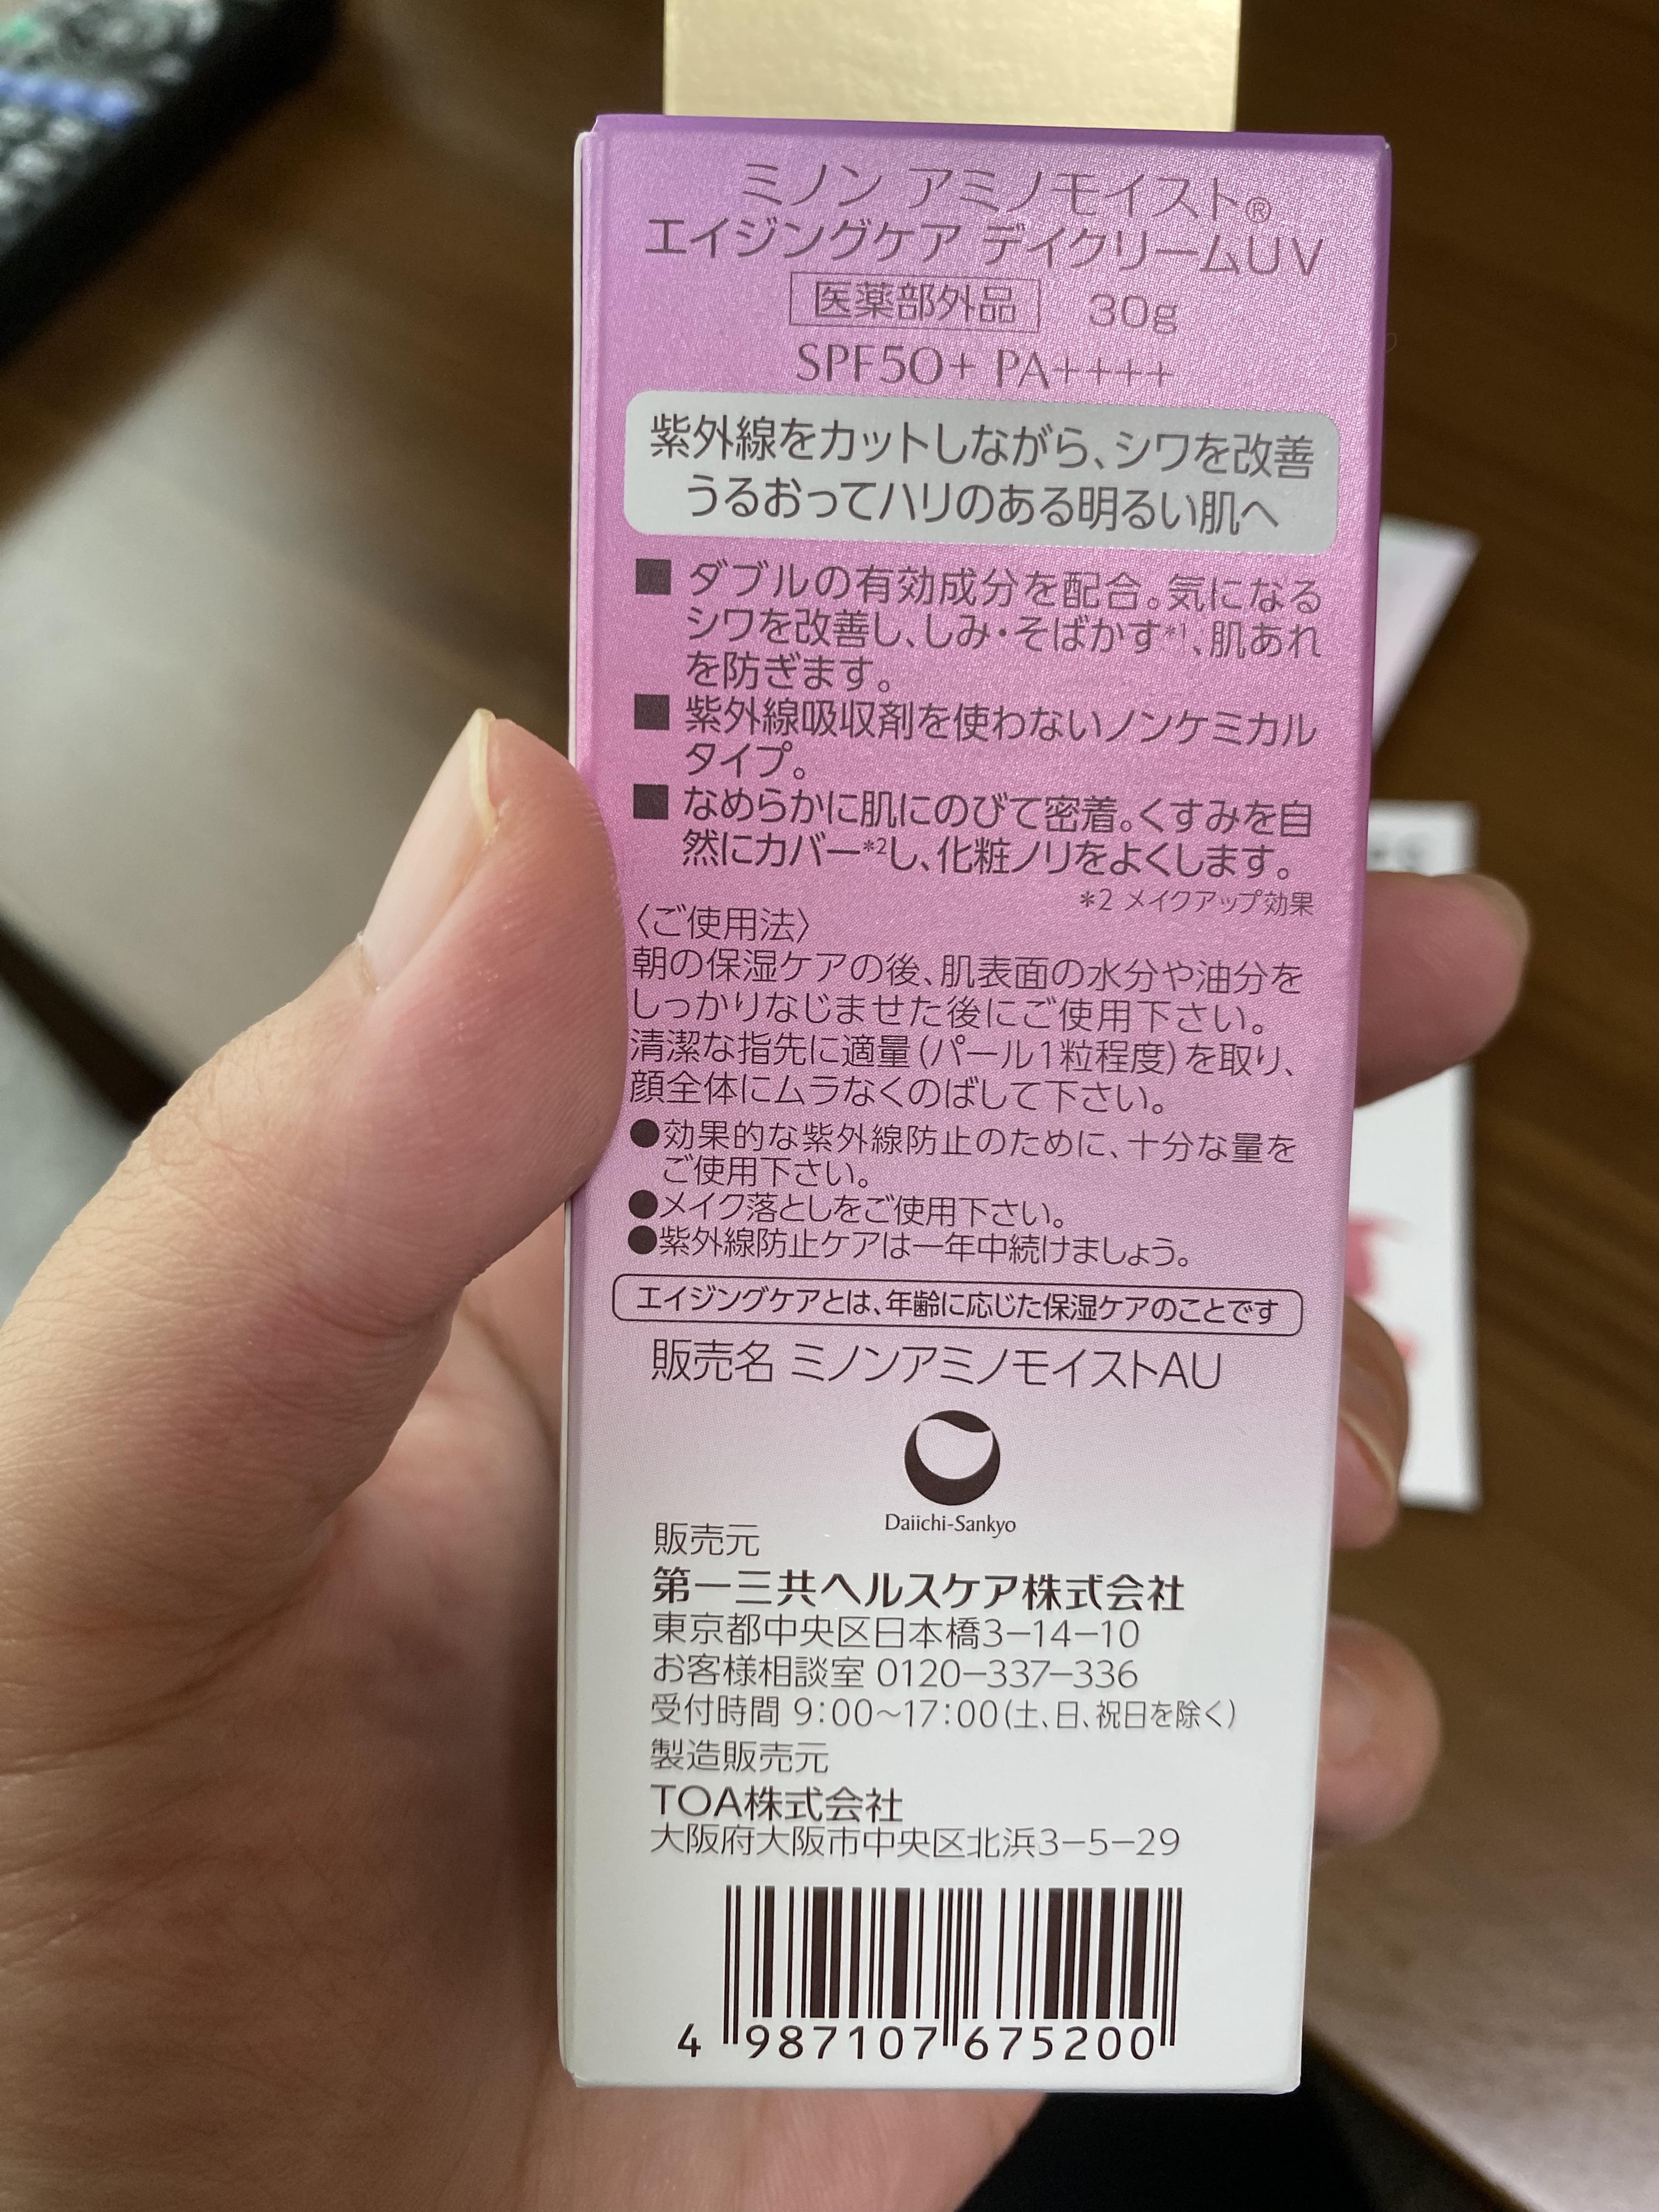 ミノン アミノモイスト®
エイジングケア デイクリームUV
医薬部外品 30g
SPF50+ PA++++
紫外線をカットしながら、シワを改善
うるおってハリのある明るい肌へ
■ ダブルの有効成分を配合。気になる
シワを改善し、しみ・そばかす*1、肌あれ
を防ぎます。
■ 紫外線吸収剤を使わないノンケミカル
タイプ。
■ なめらかに肌にのびて密着。くすみを自
然にカバー*2し、化粧ノリをよくします。
*2 メイクアップ効果
〈ご使用法〉
朝の保湿ケアの後、肌表面の水分や油分を
しっかりなじませた後にご使用下さい。
清潔な指先に適量(パール1粒程度)を取り、
顔全体にムラなくのばして下さい。
●効果的な紫外線防止のために、十分な量を
ご使用下さい。
●メイク落としをご使用下さい。
●紫外線防止ケアは一年中続けましょう。
エイジングケアとは、年齢に応じた保湿ケアのことです
販売名 ミノンアミノモイストAU
Daiichi-Sankyo
販売元
第一三共ヘルスケア株式会社
東京都中央区日本橋3-14-10
お客様相談室 0120-337-336
受付時間 9:00~17:00(土、日、祝日を除く)
製造販売元
TOA株式会社
大阪府大阪市中央区北浜3-5-29
4 987107 675200